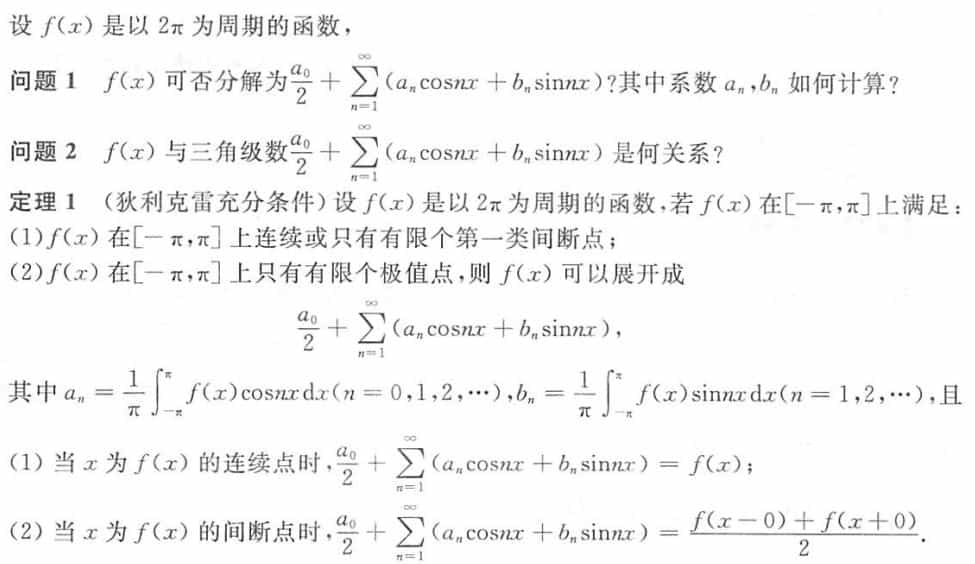 设 f(x) 是以 2π 为周期的函数,
问题 1 f(x) 可否分解为 $\frac{a_0}{2} + \sum_{n=1}^{\infty}(a_n\cos nx + b_n\sin nx)$?其中系数 $a_n, b_n$ 如何计算?
问题 2 f(x) 与三角级数 $\frac{a_0}{2} + \sum_{n=1}^{\infty}(a_n\cos nx + b_n\sin nx)$ 是何关系?
定理 1 (狄利克雷充分条件)设 f(x) 是以 2π 为周期的函数,若 f(x) 在[−π,π]上满足:
(1)f(x) 在[−π,π]上连续或只有有限个第一类间断点;
(2)f(x) 在[−π,π]上只有有限个极值点,则 f(x) 可以展开成
$\frac{a_0}{2} + \sum_{n=1}^{\infty}(a_n\cos nx + b_n\sin nx)$,
其中 $a_n = \frac{1}{\pi}\int_{-\pi}^{\pi} f(x)\cos nx\,dx (n = 0,1,2,\cdots), b_n = \frac{1}{\pi}\int_{-\pi}^{\pi} f(x)\sin nx\,dx (n = 1,2,\cdots)$,且
(1) 当 x 为 f(x) 的连续点时, $\frac{a_0}{2} + \sum_{n=1}^{\infty}(a_n\cos nx + b_n\sin nx) = f(x)$;
(2) 当 x 为 f(x) 的间断点时, $\frac{a_0}{2} + \sum_{n=1}^{\infty}(a_n\cos nx + b_n\sin nx) = \frac{f(x-0)+f(x+0)}{2}$.